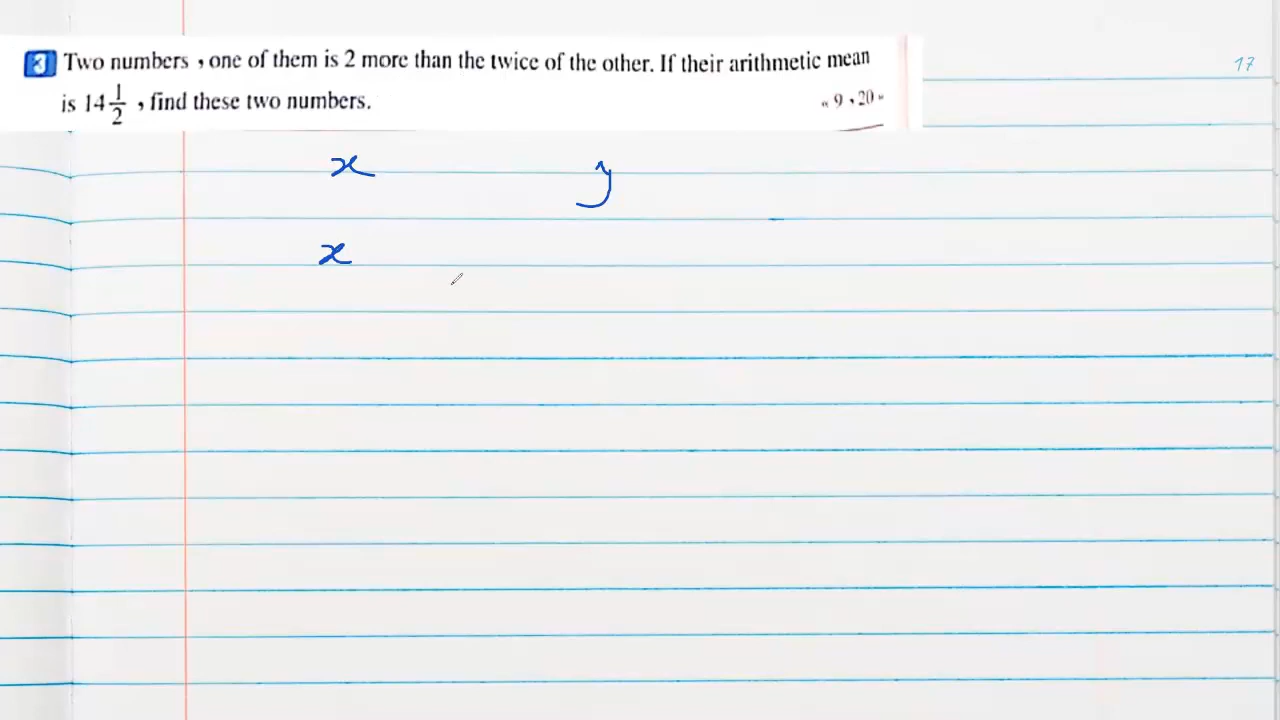 3 Two numbers , one of them is 2 more than the twice of the other. If their arithmetic mean
is 14 1/2 , find these two numbers.
« 9 , 20 »
17
x y
x